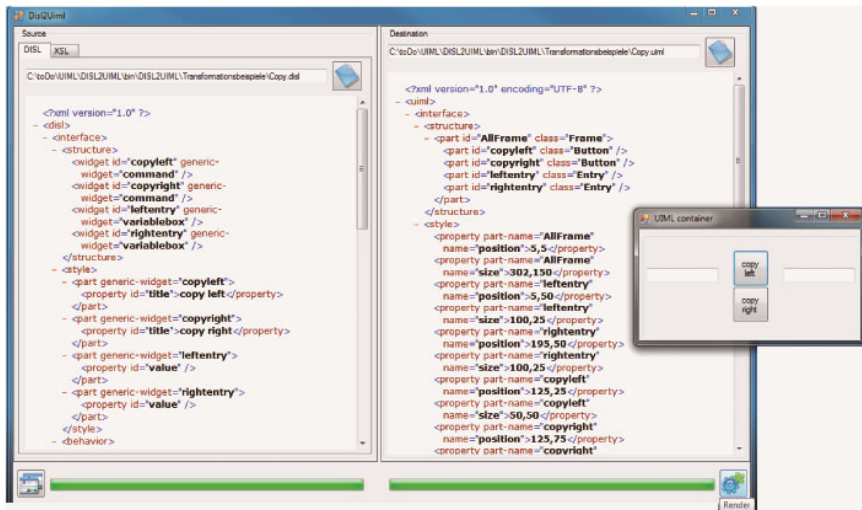 Disl2Uiml
Source
DISL XSL
C:\toDo\UIML\DISL2UIML\bin\DISL2UIML\Transformationsbeispiele\Copy.disl
<?xml version="1.0" ?>
- <disl>
- <interface>
- <structure>
<widget id="copyleft" generic-
widget="command" />
<widget id="copyright" generic-
widget="command" />
<widget id="leftentry" generic-
widget="variablebox" />
<widget id="rightentry" generic-
widget="variablebox" />
</structure>
- <style>
- <part generic-widget="copyleft">
<property id="title">copy left</property>
</part>
- <part generic-widget="copyright">
<property id="title">copy right</property>
</part>
- <part generic-widget="leftentry">
<property id="value" />
</part>
- <part generic-widget="rightentry">
<property id="value" />
</part>
</style>
- <behavior>
Destination
C:\toDo\UIML\DISL2UIML\bin\DISL2UIML\Transformationsbeispiele\Copy.uiml
<?xml version="1.0" encoding="UTF-8" ?>
- <uiml>
- <interface>
- <structure>
- <part id="AllFrame" class="Frame">
<part id="copyleft" class="Button" />
<part id="copyright" class="Button" />
<part id="leftentry" class="Entry" />
<part id="rightentry" class="Entry" />
</part>
</structure>
- <style>
<property part-name="AllFrame"
name="position">5,5</property>
<property part-name="AllFrame"
name="size">302,150</property>
<property part-name="leftentry"
name="position">5,50</property>
<property part-name="leftentry"
name="size">100,25</property>
<property part-name="rightentry"
name="position">195,50</property>
<property part-name="rightentry"
name="size">100,25</property>
<property part-name="copyleft"
name="position">125,25</property>
<property part-name="copyleft"
name="size">50,50</property>
<property part-name="copyright"
name="position">125,75</property>
<property part-name="copyright"
UIML container
copy
left
copy
right
Render